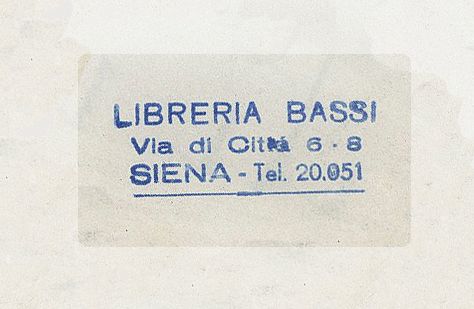 LIBRERIA BASSI
Via di Città 6-8
SIENA - Tel. 20.051